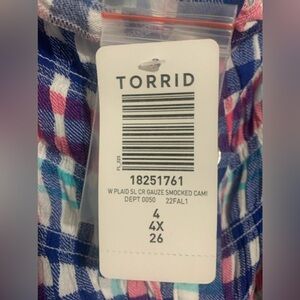 TORRID
18251761
W PLAID SL CR GAUZE SMOCKED CAMI
DEPT 0050 22FAL1
4
4X
26